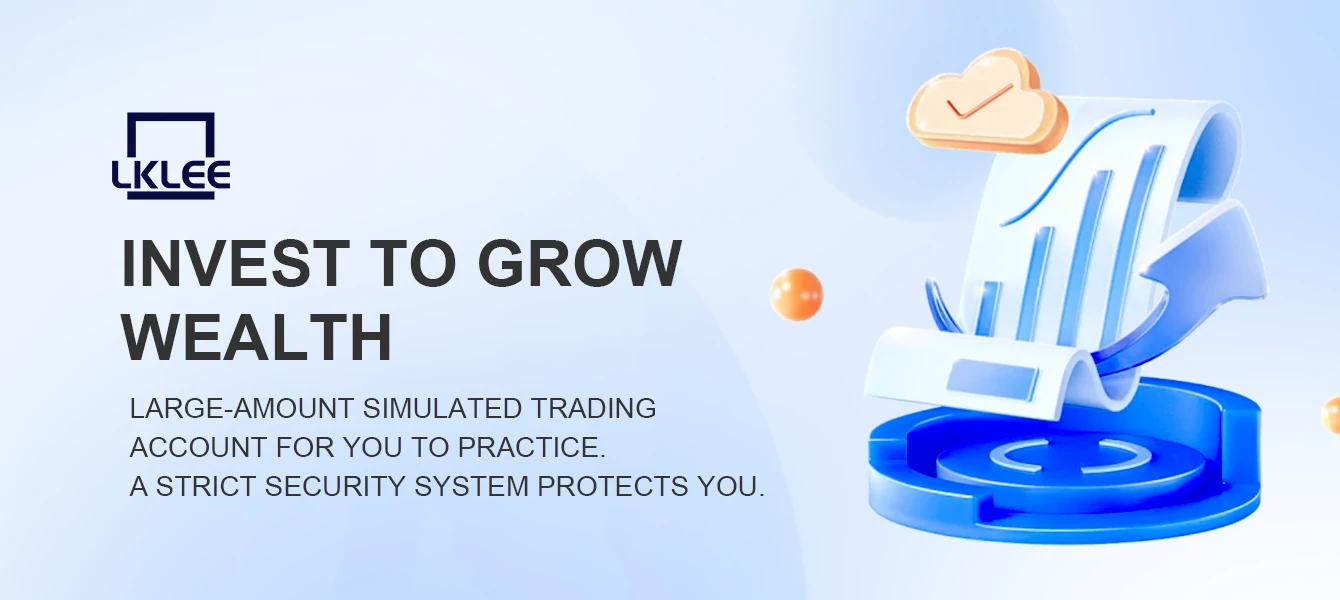 LKLEE
INVEST TO GROW
WEALTH
LARGE-AMOUNT SIMULATED TRADING
ACCOUNT FOR YOU TO PRACTICE.
A STRICT SECURITY SYSTEM PROTECTS YOU.